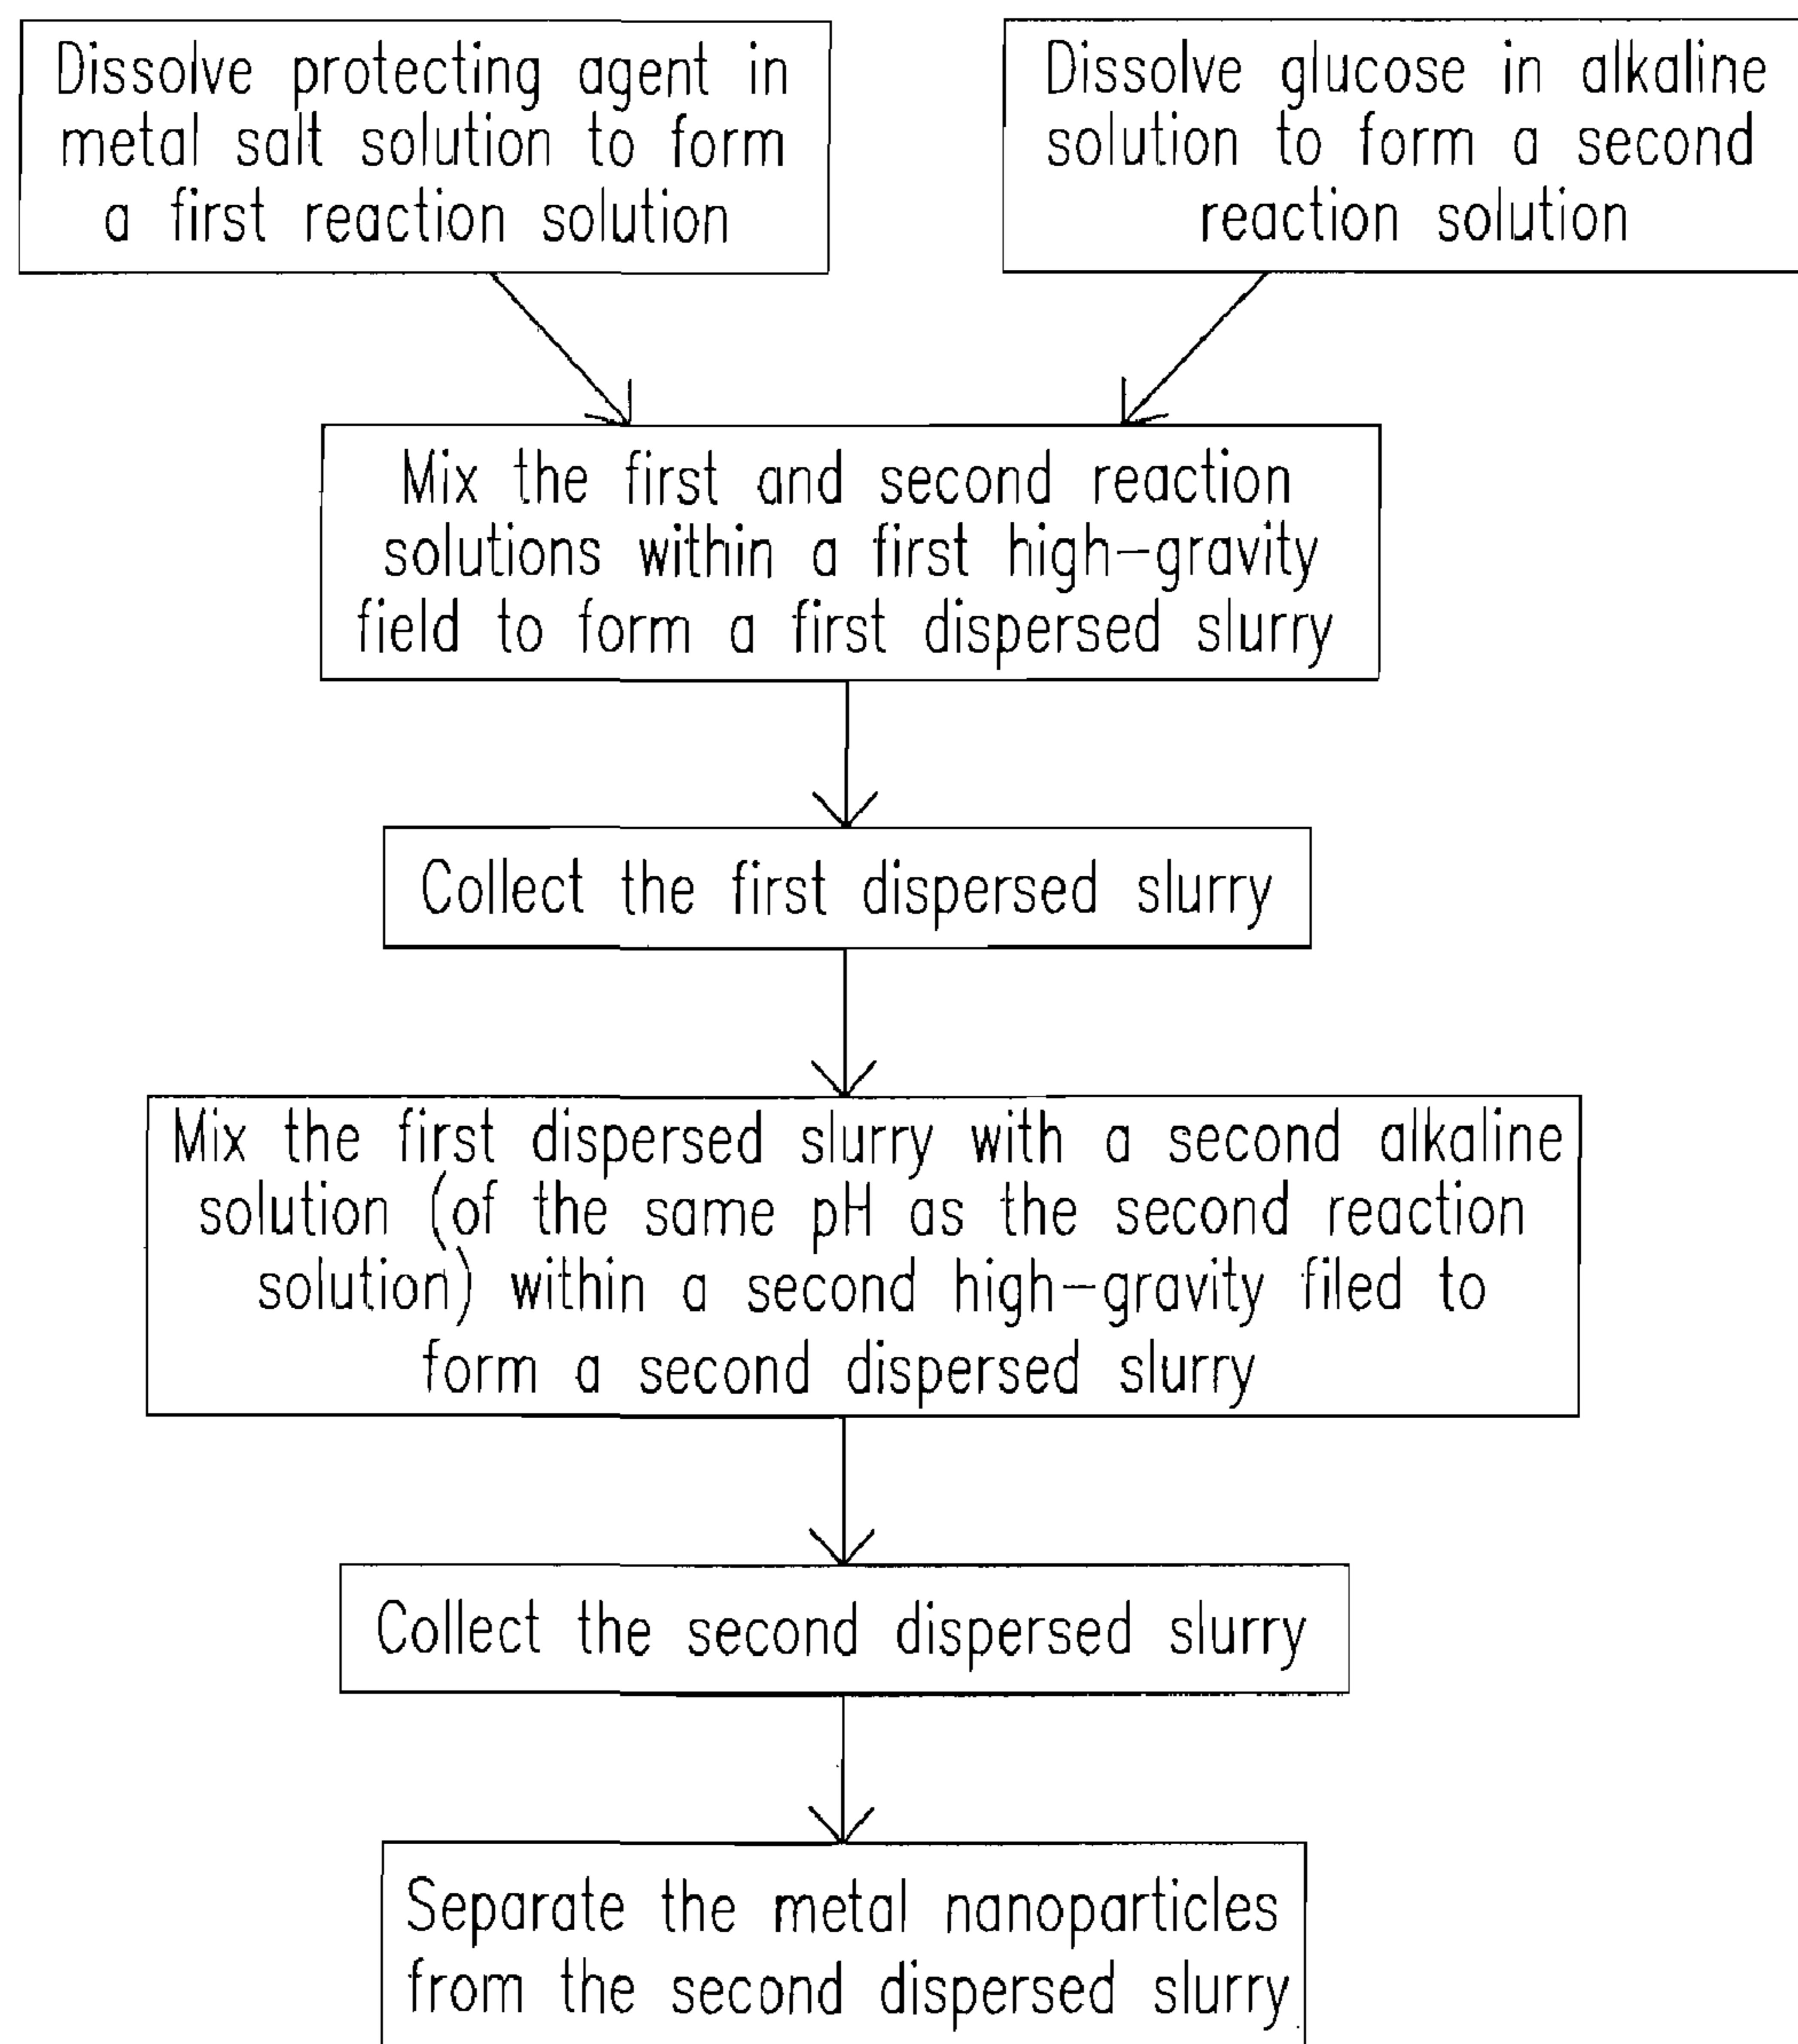 Dissolve protecting agent in
metal salt solution to form
a first reaction solution
Dissolve glucose in alkaline
solution to form a second
reaction solution
Mix the first and second reaction
solutions within a first high-gravity
field to form a first dispersed slurry
Collect the first dispersed slurry
Mix the first dispersed slurry with a second alkaline
solution (of the same pH as the second reaction
solution) within a second high-gravity filed to
form a second dispersed slurry
Collect the second dispersed slurry
Separate the metal nanoparticles
from the second dispersed slurry